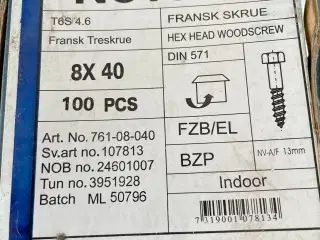 T6S/4.6
Fransk Treskrue
8X 40
100 PCS
Art. No. 761-08-040
Sv.art no. 107813
NOB no. 24601007
Tun no. 3951928
Batch ML 50796
FRANSK SKRUE
HEX HEAD WOODSCREW
DIN 571
FZB/EL
BZP
NV-A/F 13mm
Indoor
7319001078134